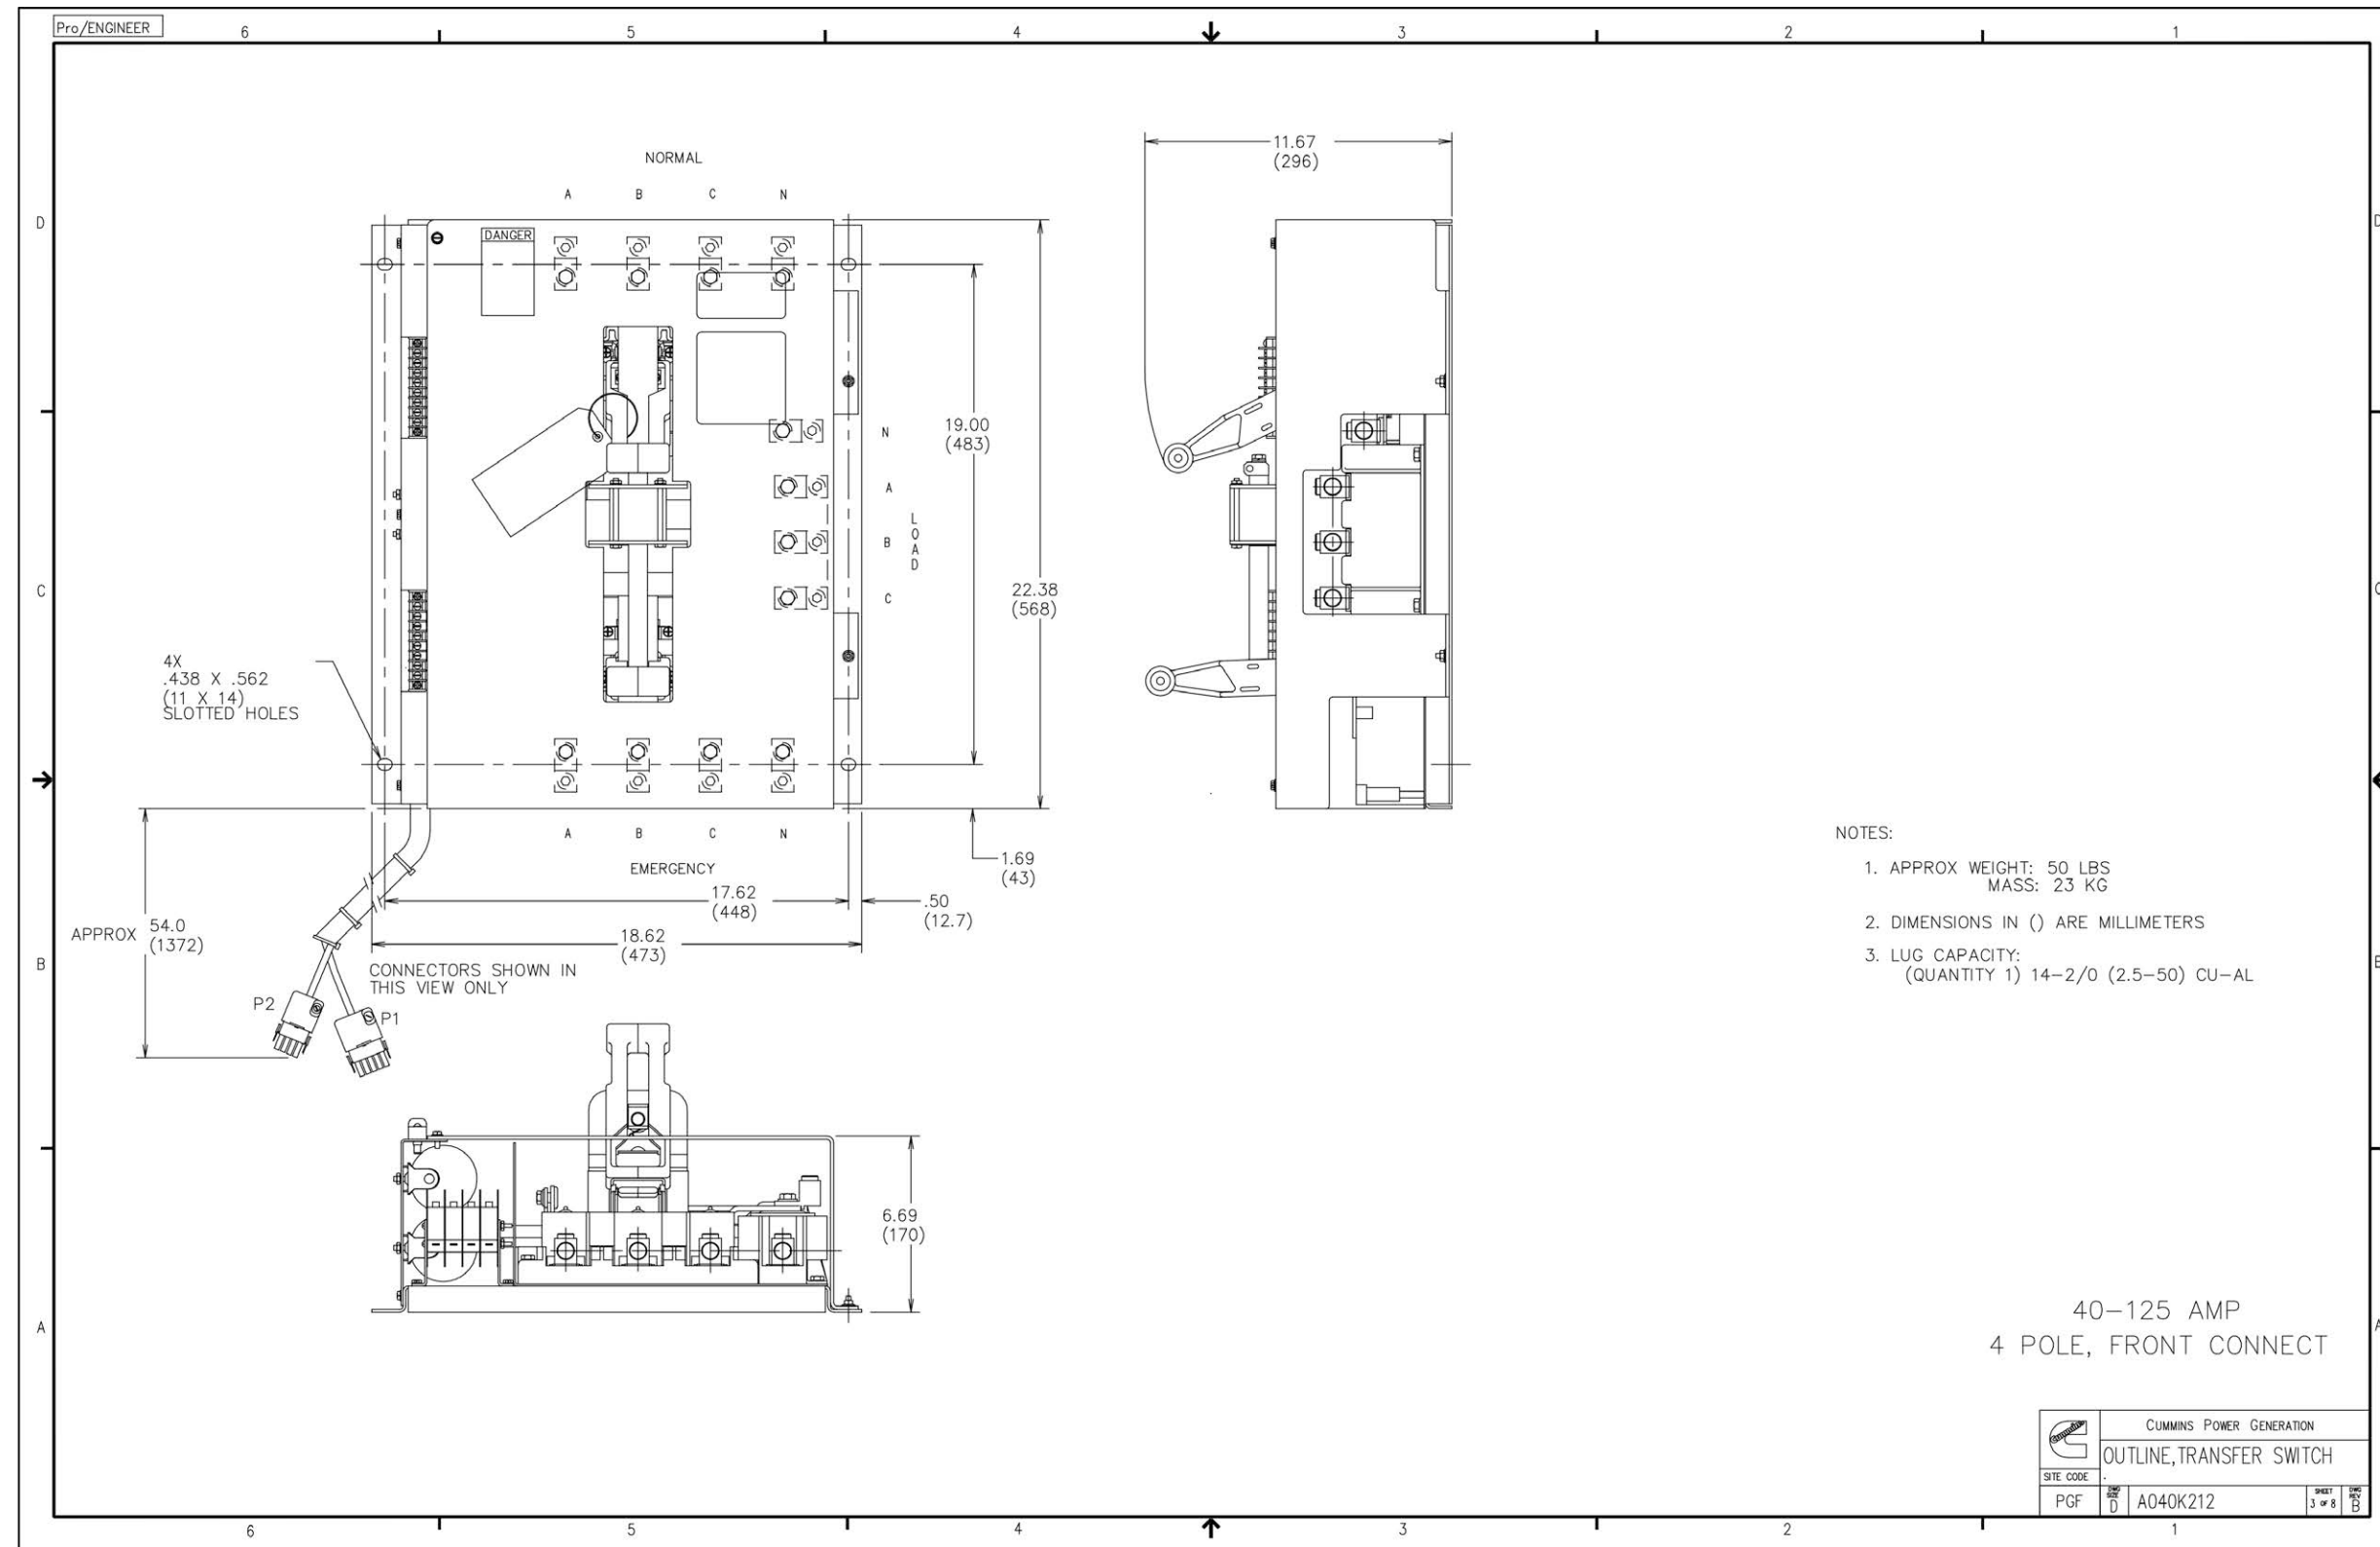 Pro/ENGINEER
6
5
4
3
2
1
D
C
B
A
NORMAL
A B C N
DANGER
N
A
B
C
LOAD
19.00
(483)
22.38
(568)
11.67
(296)
4X
.438 X .562
(11 X 14)
SLOTTED HOLES
A B C N
EMERGENCY
1.69
(43)
17.62
(448)
.50
(12.7)
18.62
(473)
APPROX 54.0
(1372)
CONNECTORS SHOWN IN
THIS VIEW ONLY
P2
P1
6.69
(170)
NOTES:
1. APPROX WEIGHT: 50 LBS
MASS: 23 KG
2. DIMENSIONS IN () ARE MILLIMETERS
3. LUG CAPACITY:
(QUANTITY 1) 14-2/0 (2.5-50) CU-AL
40-125 AMP
4 POLE, FRONT CONNECT
CUMMINS POWER GENERATION
OUTLINE,TRANSFER SWITCH
SITE CODE
PGF
DWG SIZE
D
A040K212
SHEET
3 OF 8
DWG REV
B
6
5
4
3
2
1